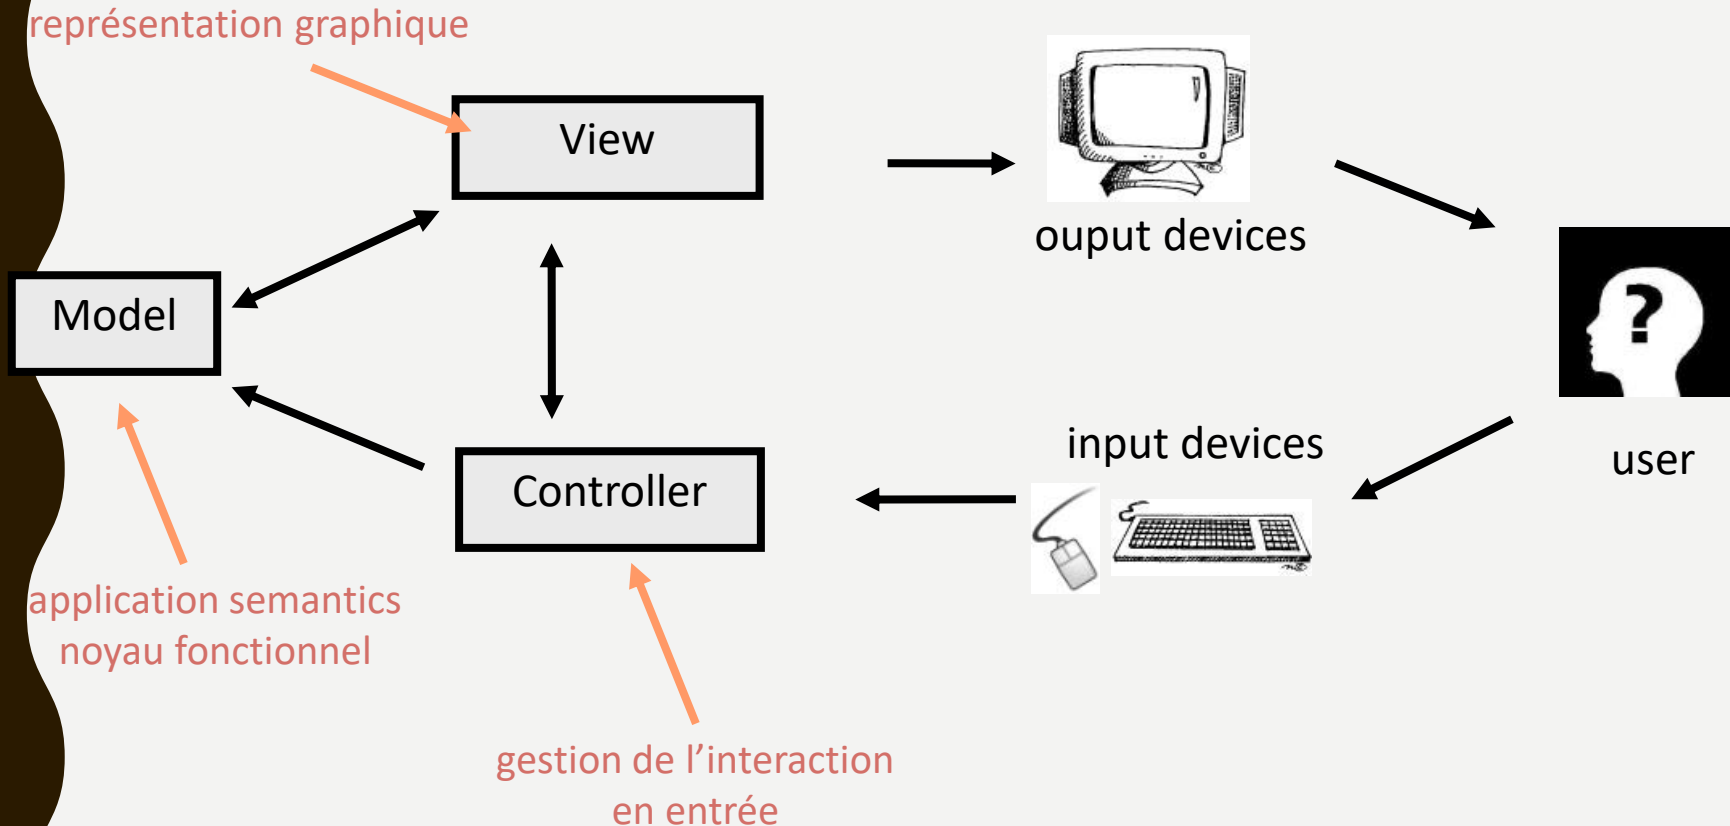 représentation graphique
View
ouput devices
Model
input devices
user
Controller
application semantics
noyau fonctionnel
gestion de l’interaction
en entrée
?